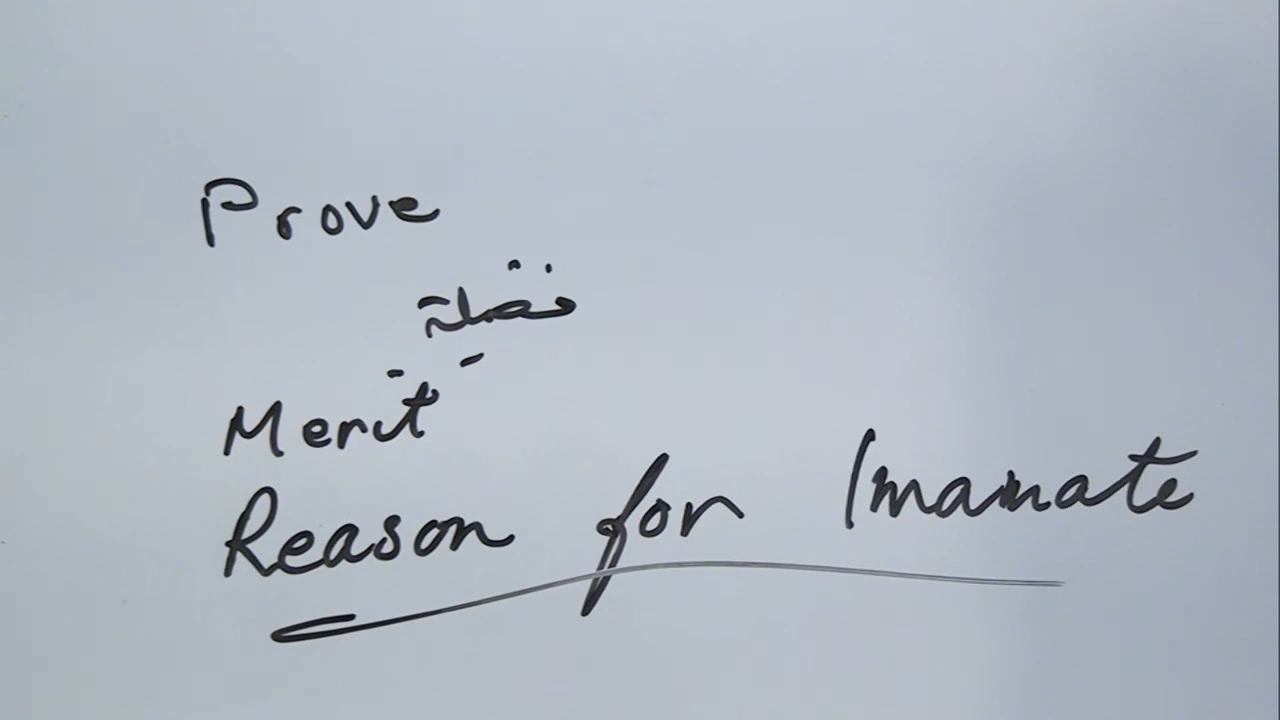 Prove
فضيلة
Merit
Reason for Imamate